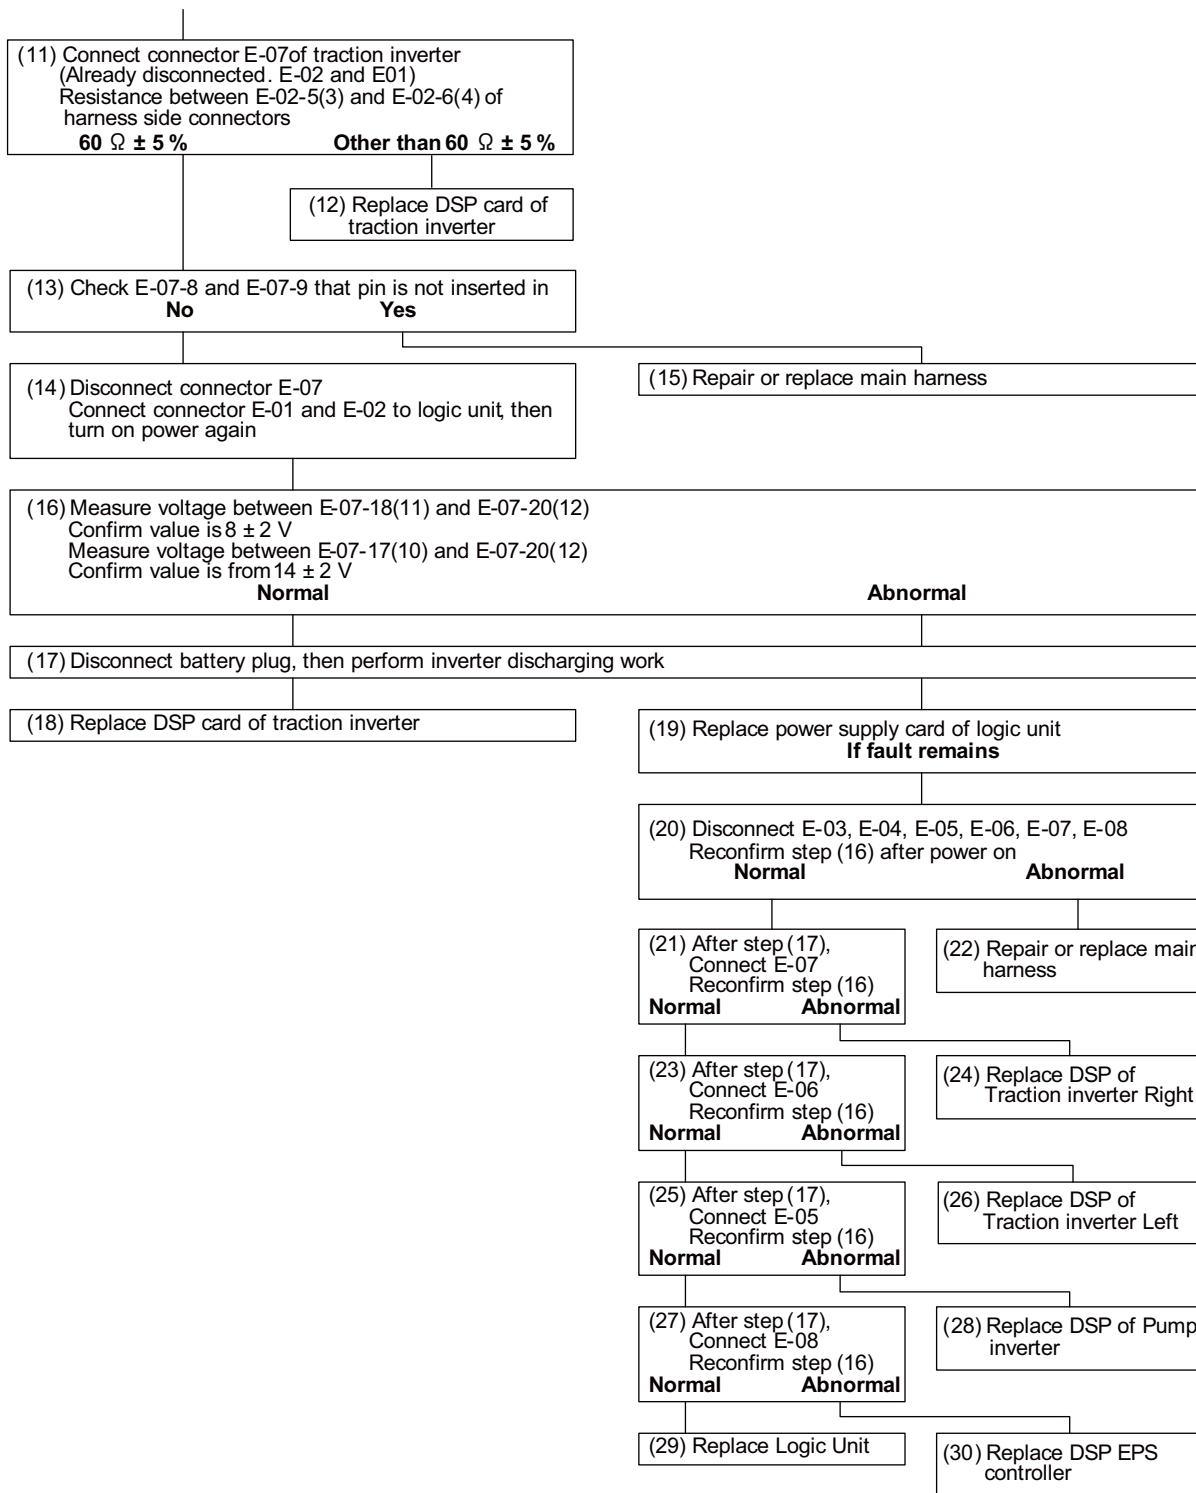 (11) Connect connector E-07of traction inverter
(Already disconnected. E-02 and E01)
Resistance between E-02-5(3) and E-02-6(4) of
harness side connectors
60 Ω ± 5 % Other than 60 Ω ± 5 %
(12) Replace DSP card of
traction inverter
(13) Check E-07-8 and E-07-9 that pin is not inserted in
No Yes
(14) Disconnect connector E-07
Connect connector E-01 and E-02 to logic unit, then
turn on power again
(15) Repair or replace main harness
(16) Measure voltage between E-07-18(11) and E-07-20(12)
Confirm value is 8 ± 2 V
Measure voltage between E-07-17(10) and E-07-20(12)
Confirm value is from 14 ± 2 V
Normal Abnormal
(17) Disconnect battery plug, then perform inverter discharging work
(18) Replace DSP card of traction inverter
(19) Replace power supply card of logic unit
If fault remains
(20) Disconnect E-03, E-04, E-05, E-06, E-07, E-08
Reconfirm step (16) after power on
Normal Abnormal
(21) After step (17),
Connect E-07
Reconfirm step (16)
Normal Abnormal
(22) Repair or replace main
harness
(23) After step (17),
Connect E-06
Reconfirm step (16)
Normal Abnormal
(24) Replace DSP of
Traction inverter Right
(25) After step (17),
Connect E-05
Reconfirm step (16)
Normal Abnormal
(26) Replace DSP of
Traction inverter Left
(27) After step (17),
Connect E-08
Reconfirm step (16)
Normal Abnormal
(28) Replace DSP of Pump
inverter
(29) Replace Logic Unit
(30) Replace DSP EPS
controller